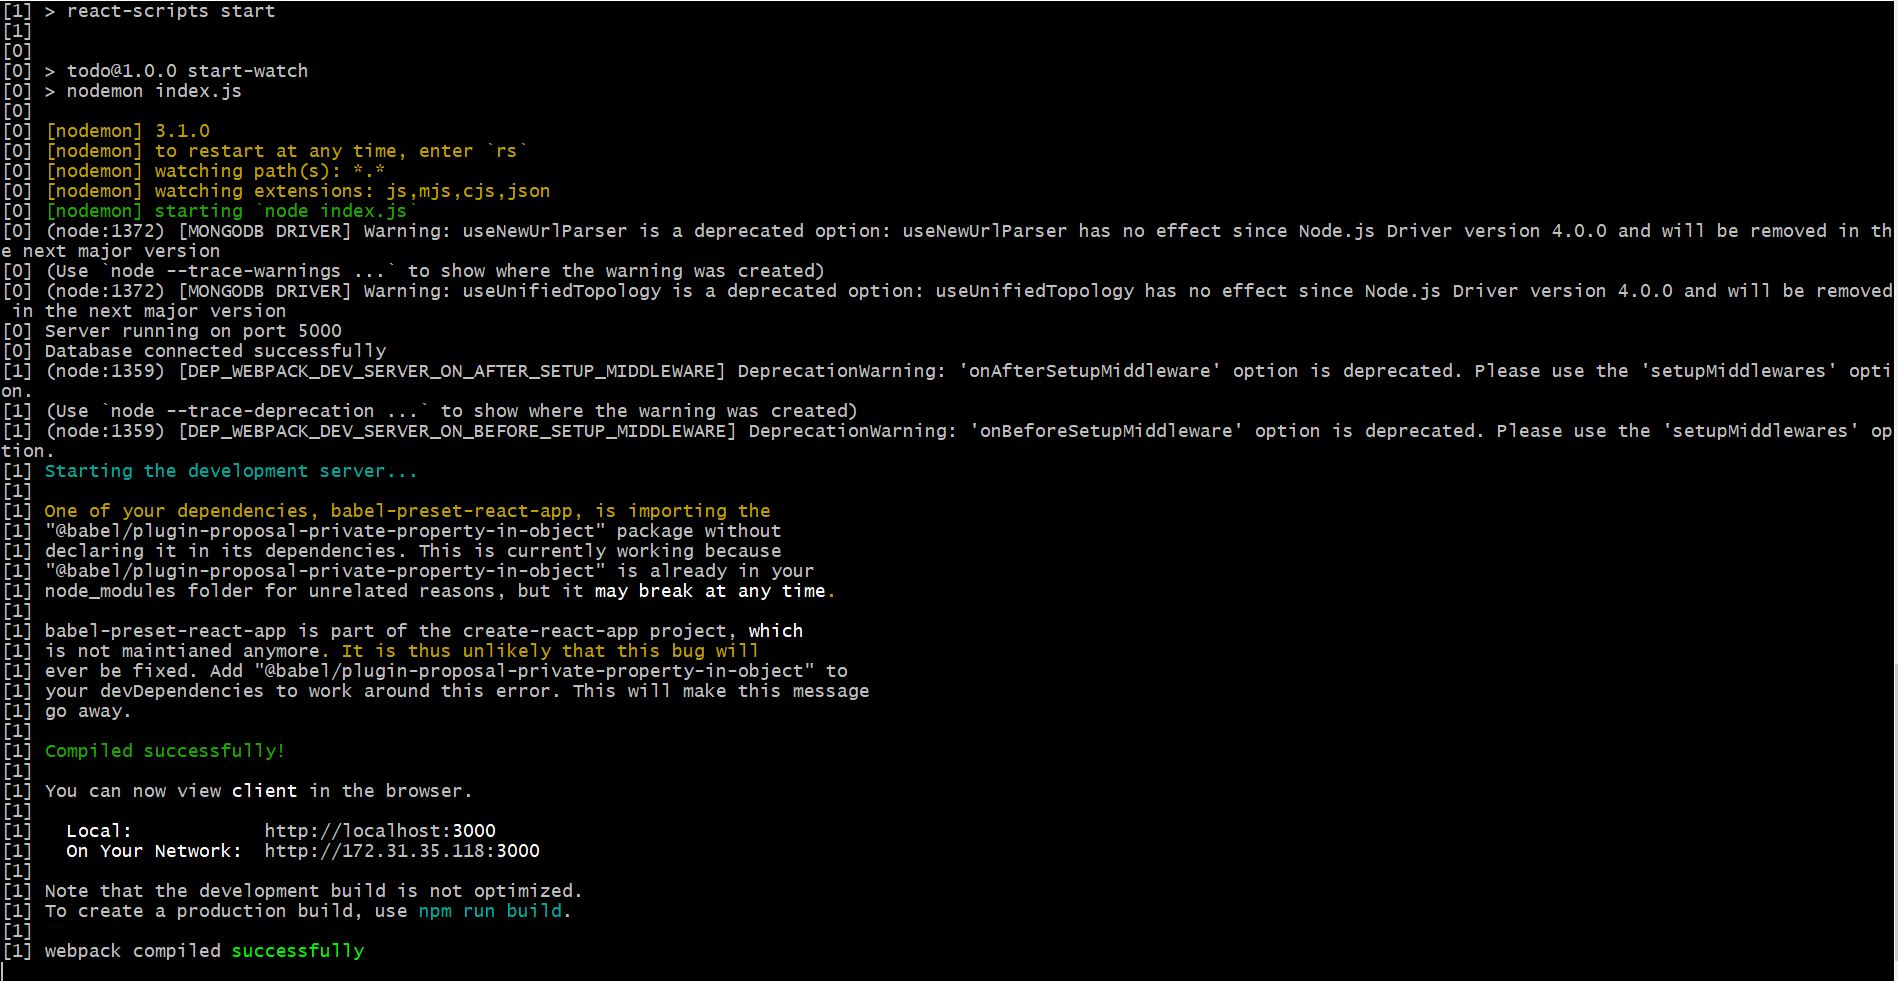 [1] > react-scripts start
[1]
[0]
[0] > todo@1.0.0 start-watch
[0] > nodemon index.js
[0]
[0] [nodemon] 3.1.0
[0] [nodemon] to restart at any time, enter `rs`
[0] [nodemon] watching path(s): *.*
[0] [nodemon] watching extensions: js,mjs,cjs,json
[0] [nodemon] starting `node index.js`
[0] (node:1372) [MONGODB DRIVER] Warning: useNewUrlParser is a deprecated option: useNewUrlParser has no effect since Node.js Driver version 4.0.0 and will be removed in th
e next major version
[0] (Use `node --trace-warnings ...` to show where the warning was created)
[0] (node:1372) [MONGODB DRIVER] Warning: useUnifiedTopology is a deprecated option: useUnifiedTopology has no effect since Node.js Driver version 4.0.0 and will be removed
 in the next major version
[0] Server running on port 5000
[0] Database connected successfully
[1] (node:1359) [DEP_WEBPACK_DEV_SERVER_ON_AFTER_SETUP_MIDDLEWARE] DeprecationWarning: 'onAfterSetupMiddleware' option is deprecated. Please use the 'setupMiddlewares' opti
on.
[1] (Use `node --trace-deprecation ...` to show where the warning was created)
[1] (node:1359) [DEP_WEBPACK_DEV_SERVER_ON_BEFORE_SETUP_MIDDLEWARE] DeprecationWarning: 'onBeforeSetupMiddleware' option is deprecated. Please use the 'setupMiddlewares' op
tion.
[1] Starting the development server...
[1]
[1] One of your dependencies, babel-preset-react-app, is importing the
[1] "@babel/plugin-proposal-private-property-in-object" package without
[1] declaring it in its dependencies. This is currently working because
[1] "@babel/plugin-proposal-private-property-in-object" is already in your
[1] node_modules folder for unrelated reasons, but it may break at any time.
[1]
[1] babel-preset-react-app is part of the create-react-app project, which
[1] is not maintianed anymore. It is thus unlikely that this bug will
[1] ever be fixed. Add "@babel/plugin-proposal-private-property-in-object" to
[1] your devDependencies to work around this error. This will make this message
[1] go away.
[1]
[1] Compiled successfully!
[1]
[1] You can now view client in the browser.
[1]
[1]   Local:            http://localhost:3000
[1]   On Your Network:  http://172.31.35.118:3000
[1]
[1] Note that the development build is not optimized.
[1] To create a production build, use npm run build.
[1]
[1] webpack compiled successfully